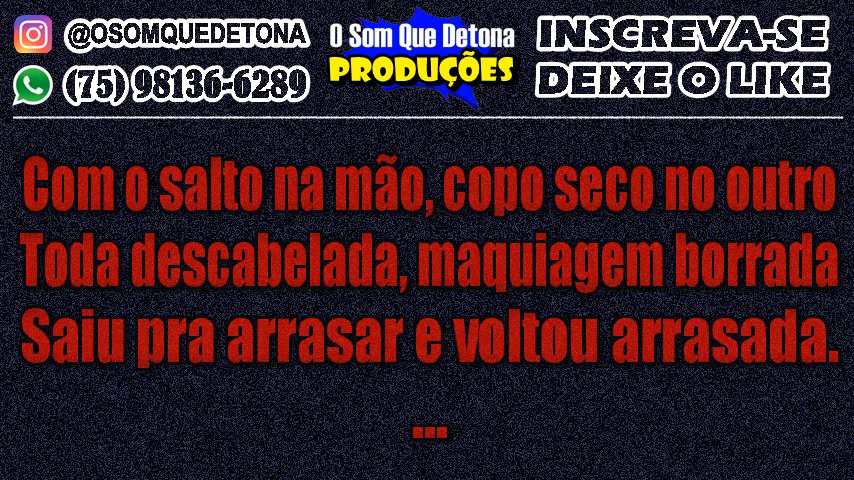 @OSOMQUEDETONA
(75) 98136-6289
O Som Que Detona
PRODUÇÕES
INSCREVA-SE
DEIXE O LIKE
Com o salto na mão, copo seco no outro
Toda descabelada, maquiagem borrada
Saiu pra arrasar e voltou arrasada.
...